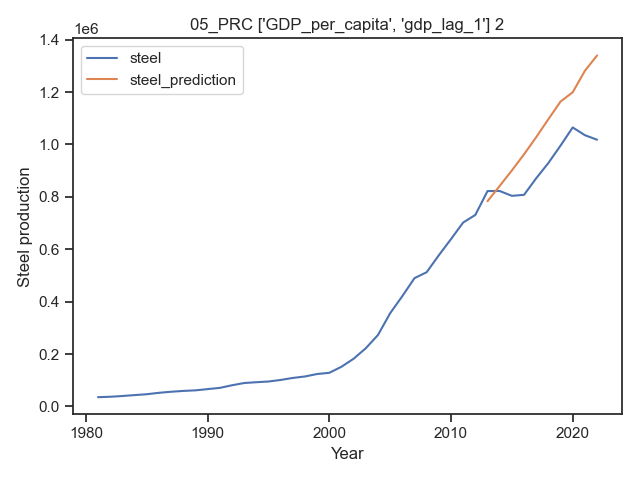 05_PRC ['GDP_per_capita', 'gdp_lag_1'] 2
1e6
1.4
1.2
1.0
0.8
0.6
0.4
0.2
0.0
Steel production
steel
steel_prediction
1980
1990
2000
2010
2020
Year